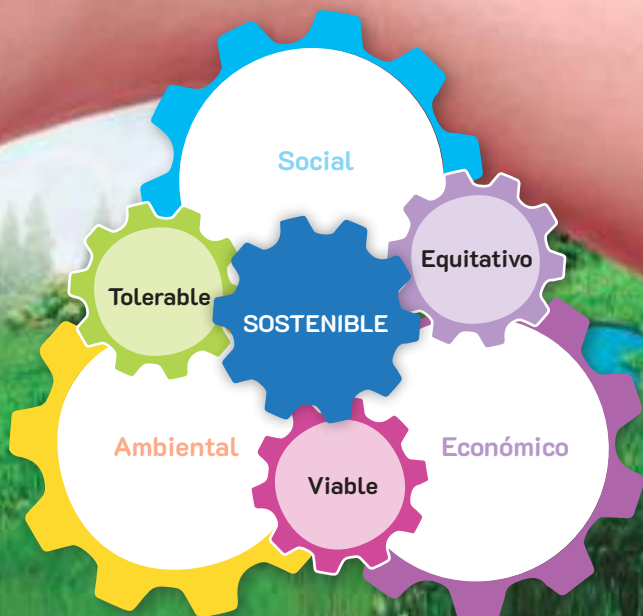 Social
Equitativo
Tolerable
SOSTENIBLE
Ambiental
Económico
Viable